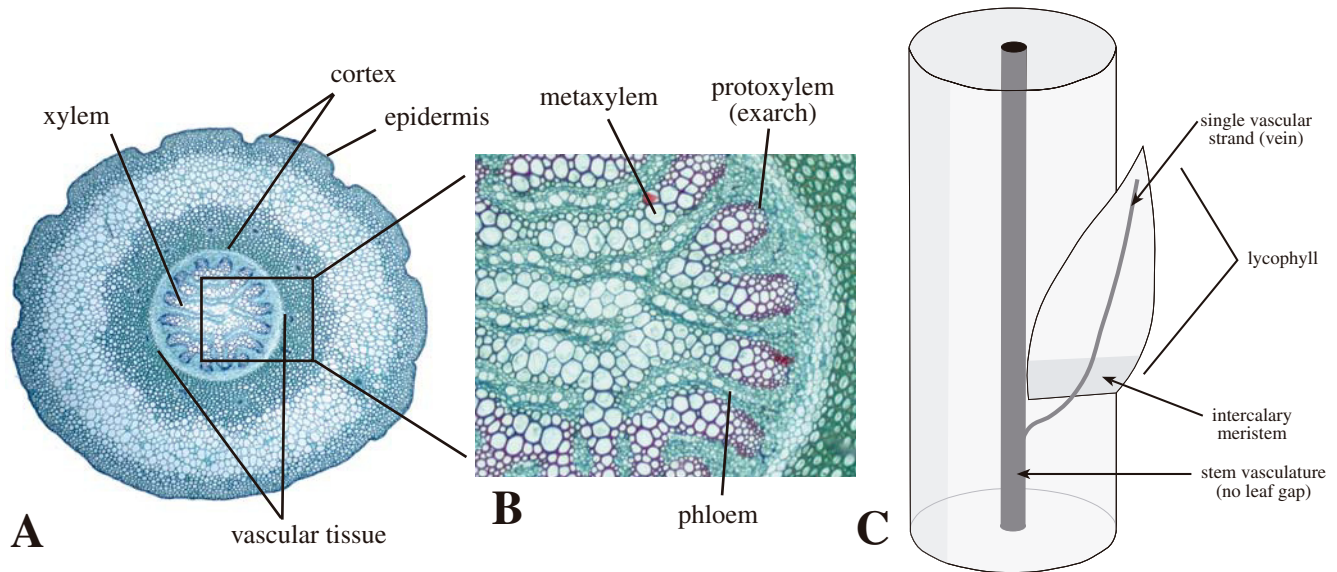 cortex
xylem
epidermis
vascular tissue
A
metaxylem
protoxylem
(exarch)
phloem
B
single vascular
strand (vein)
lycophyll
intercalary
meristem
stem vasculature
(no leaf gap)
C